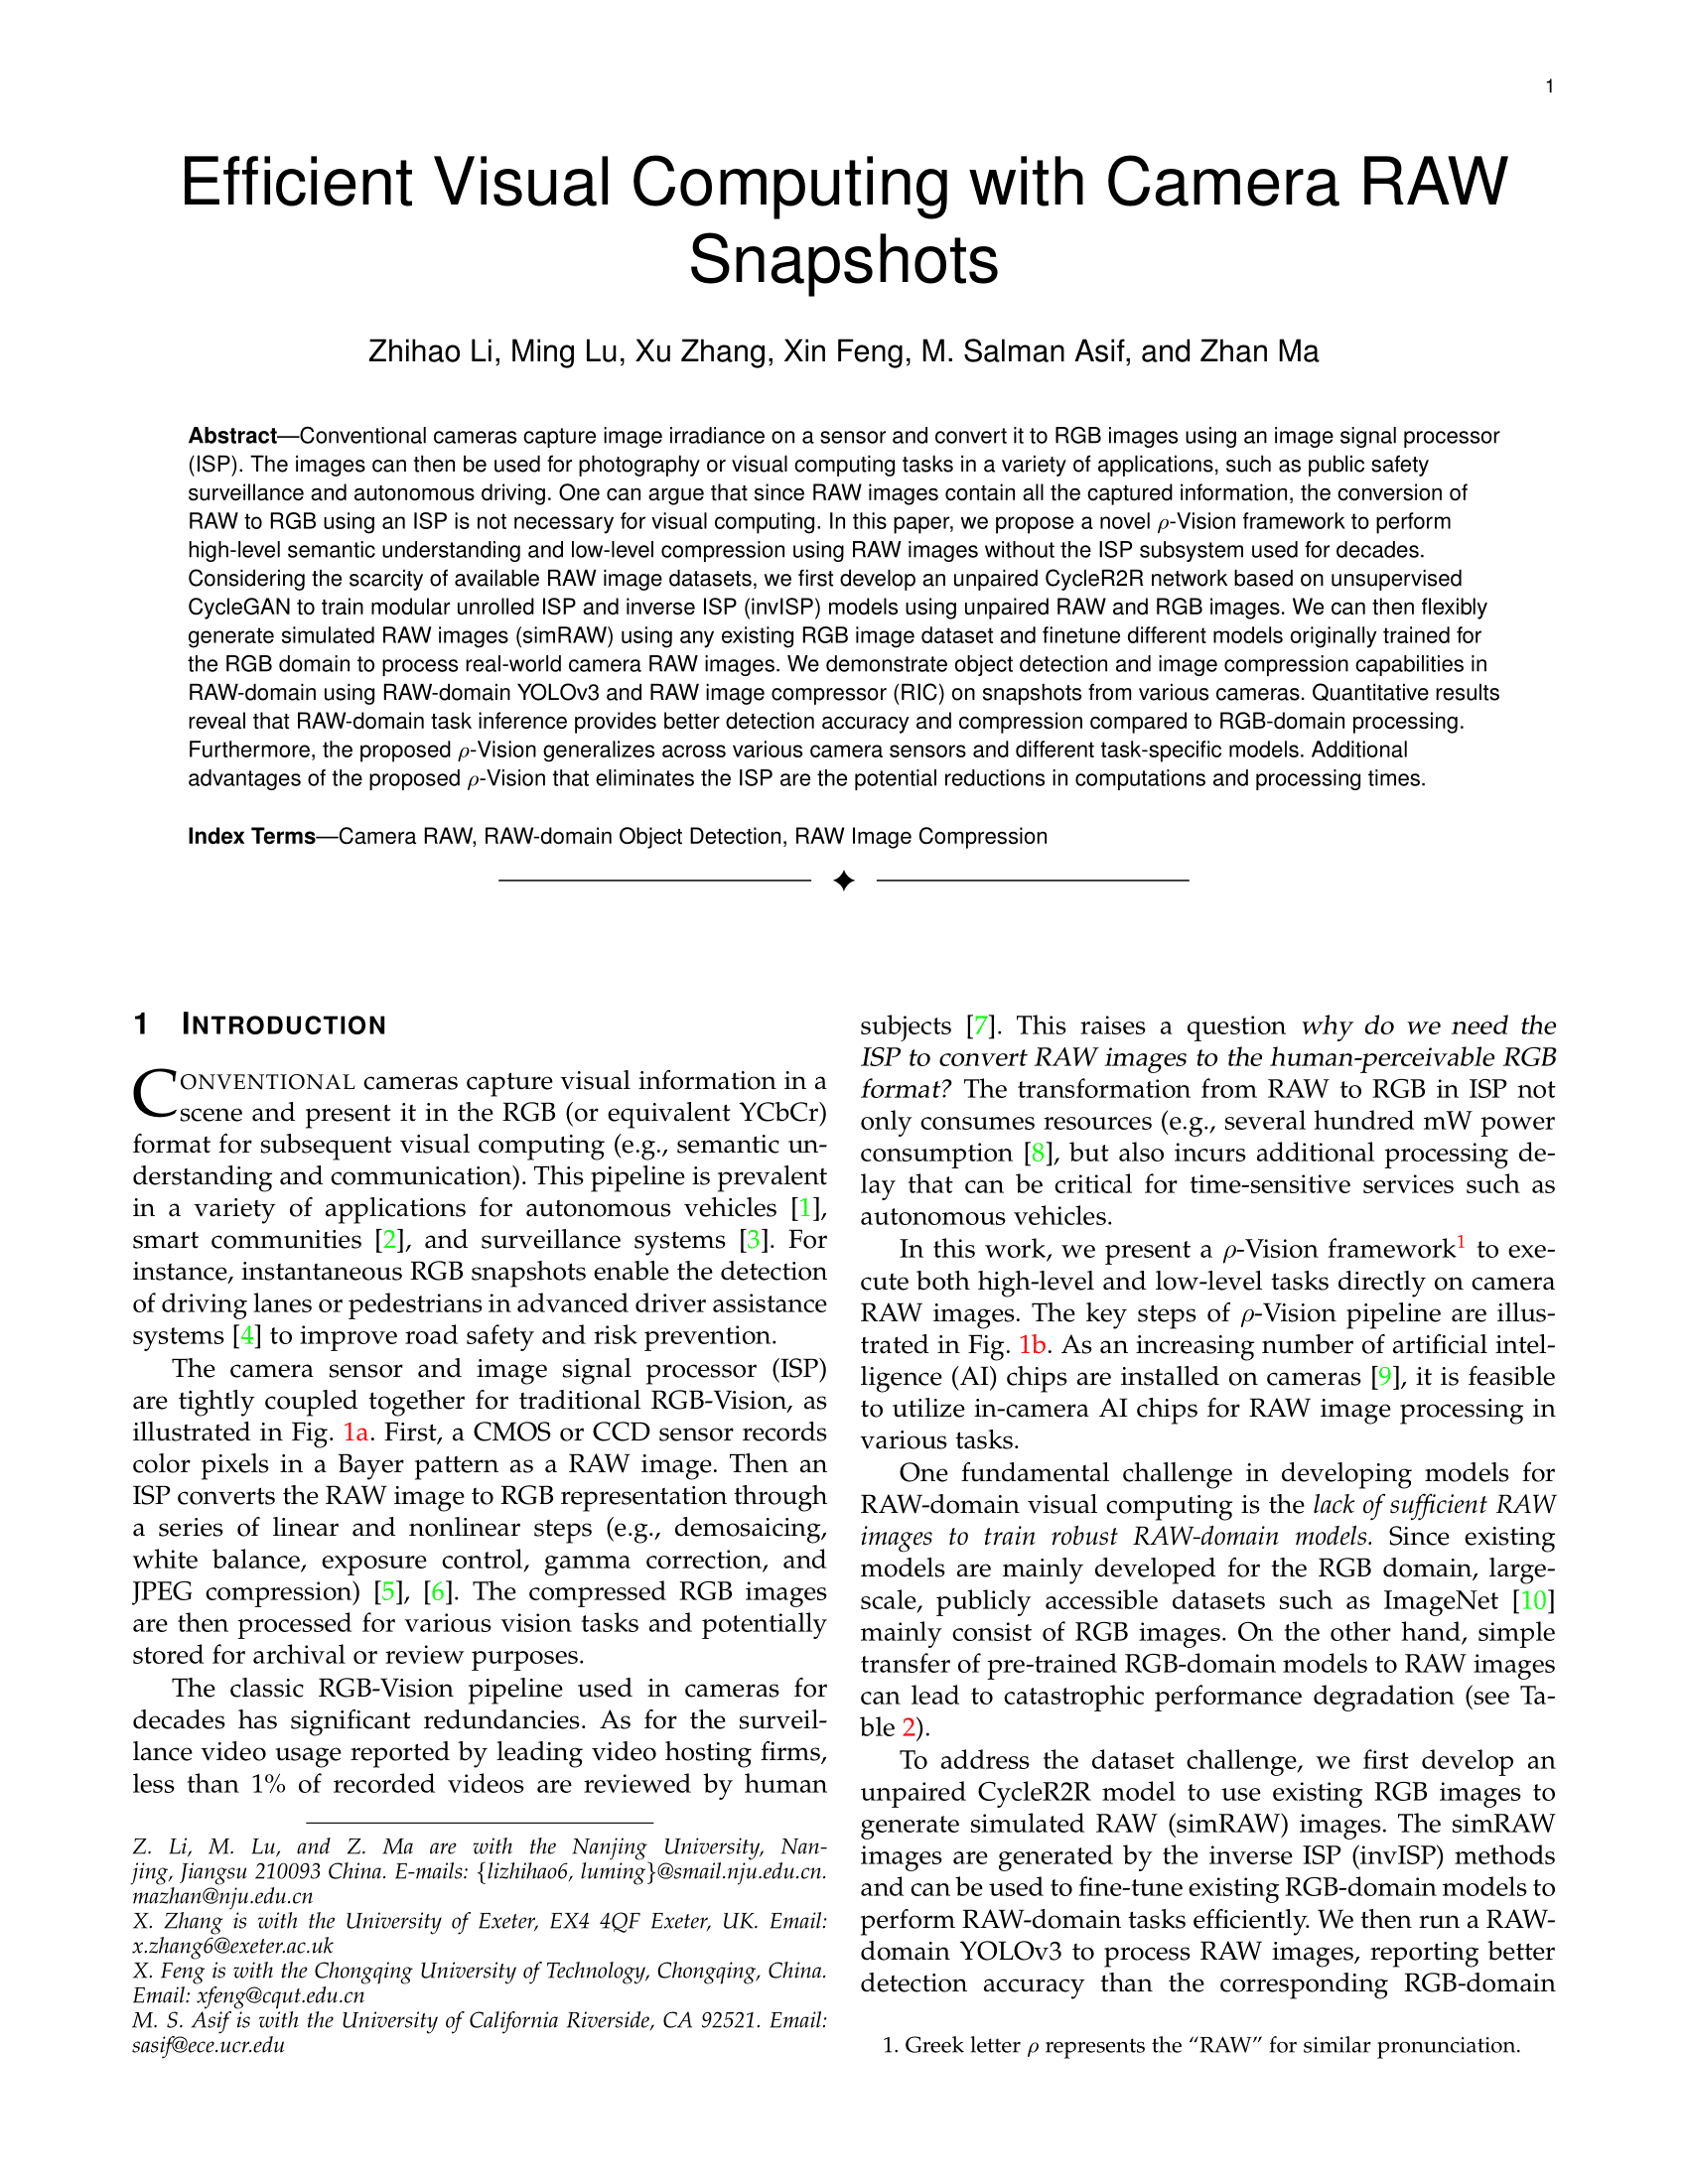 1
Efficient Visual Computing with Camera RAW
Snapshots
Zhihao Li, Ming Lu, Xu Zhang, Xin Feng, M. Salman Asif, and Zhan Ma
Abstract—Conventional cameras capture image irradiance on a sensor and convert it to RGB images using an image signal processor
(ISP). The images can then be used for photography or visual computing tasks in a variety of applications, such as public safety
surveillance and autonomous driving. One can argue that since RAW images contain all the captured information, the conversion of
RAW to RGB using an ISP is not necessary for visual computing. In this paper, we propose a novel ρ-Vision framework to perform
high-level semantic understanding and low-level compression using RAW images without the ISP subsystem used for decades.
Considering the scarcity of available RAW image datasets, we first develop an unpaired CycleR2R network based on unsupervised
CycleGAN to train modular unrolled ISP and inverse ISP (invISP) models using unpaired RAW and RGB images. We can then flexibly
generate simulated RAW images (simRAW) using any existing RGB image dataset and finetune different models originally trained for
the RGB domain to process real-world camera RAW images. We demonstrate object detection and image compression capabilities in
RAW-domain using RAW-domain YOLOv3 and RAW image compressor (RIC) on snapshots from various cameras. Quantitative results
reveal that RAW-domain task inference provides better detection accuracy and compression compared to RGB-domain processing.
Furthermore, the proposed ρ-Vision generalizes across various camera sensors and different task-specific models. Additional
advantages of the proposed ρ-Vision that eliminates the ISP are the potential reductions in computations and processing times.
Index Terms—Camera RAW, RAW-domain Object Detection, RAW Image Compression
1 INTRODUCTION
CONVENTIONAL cameras capture visual information in a
scene and present it in the RGB (or equivalent YCbCr)
format for subsequent visual computing (e.g., semantic un-
derstanding and communication). This pipeline is prevalent
in a variety of applications for autonomous vehicles [1],
smart communities [2], and surveillance systems [3]. For
instance, instantaneous RGB snapshots enable the detection
of driving lanes or pedestrians in advanced driver assistance
systems [4] to improve road safety and risk prevention.
The camera sensor and image signal processor (ISP)
are tightly coupled together for traditional RGB-Vision, as
illustrated in Fig. 1a. First, a CMOS or CCD sensor records
color pixels in a Bayer pattern as a RAW image. Then an
ISP converts the RAW image to RGB representation through
a series of linear and nonlinear steps (e.g., demosaicing,
white balance, exposure control, gamma correction, and
JPEG compression) [5], [6]. The compressed RGB images
are then processed for various vision tasks and potentially
stored for archival or review purposes.
The classic RGB-Vision pipeline used in cameras for
decades has significant redundancies. As for the surveil-
lance video usage reported by leading video hosting firms,
less than 1% of recorded videos are reviewed by human
Z. Li, M. Lu, and Z. Ma are with the Nanjing University, Nan-
jing, Jiangsu 210093 China. E-mails: {lizhihao6, luming}@smail.nju.edu.cn.
mazhan@nju.edu.cn
X. Zhang is with the University of Exeter, EX4 4QF Exeter, UK. Email:
x.zhang6@exeter.ac.uk
X. Feng is with the Chongqing University of Technology, Chongqing, China.
Email: xfeng@cqut.edu.cn
M. S. Asif is with the University of California Riverside, CA 92521. Email:
sasif@ece.ucr.edu
subjects [7]. This raises a question why do we need the
ISP to convert RAW images to the human-perceivable RGB
format? The transformation from RAW to RGB in ISP not
only consumes resources (e.g., several hundred mW power
consumption [8], but also incurs additional processing de-
lay that can be critical for time-sensitive services such as
autonomous vehicles.
In this work, we present a ρ-Vision framework1 to exe-
cute both high-level and low-level tasks directly on camera
RAW images. The key steps of ρ-Vision pipeline are illus-
trated in Fig. 1b. As an increasing number of artificial intel-
ligence (AI) chips are installed on cameras [9], it is feasible
to utilize in-camera AI chips for RAW image processing in
various tasks.
One fundamental challenge in developing models for
RAW-domain visual computing is the lack of sufficient RAW
images to train robust RAW-domain models. Since existing
models are mainly developed for the RGB domain, large-
scale, publicly accessible datasets such as ImageNet [10]
mainly consist of RGB images. On the other hand, simple
transfer of pre-trained RGB-domain models to RAW images
can lead to catastrophic performance degradation (see Ta-
ble 2).
To address the dataset challenge, we first develop an
unpaired CycleR2R model to use existing RGB images to
generate simulated RAW (simRAW) images. The simRAW
images are generated by the inverse ISP (invISP) methods
and can be used to fine-tune existing RGB-domain models to
perform RAW-domain tasks efficiently. We then run a RAW-
domain YOLOv3 to process RAW images, reporting better
detection accuracy than the corresponding RGB-domain
1. Greek letter ρ represents the “RAW” for similar pronunciation.